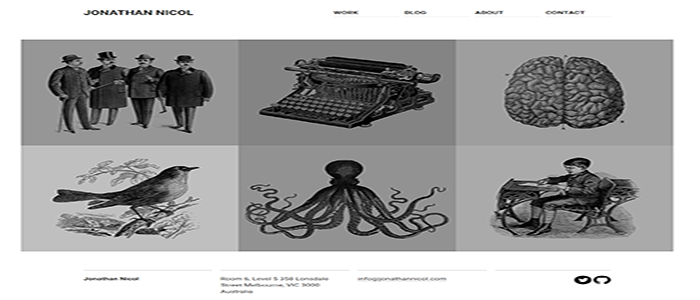 JONATHAN NICOL
WORK
BLOG
ABOUT
CONTACT
Jonathan Nicol
Room 6, Level 5 258 Lonsdale
Street Melbourne, VIC 3000
Australia
info@jonathannicol.com